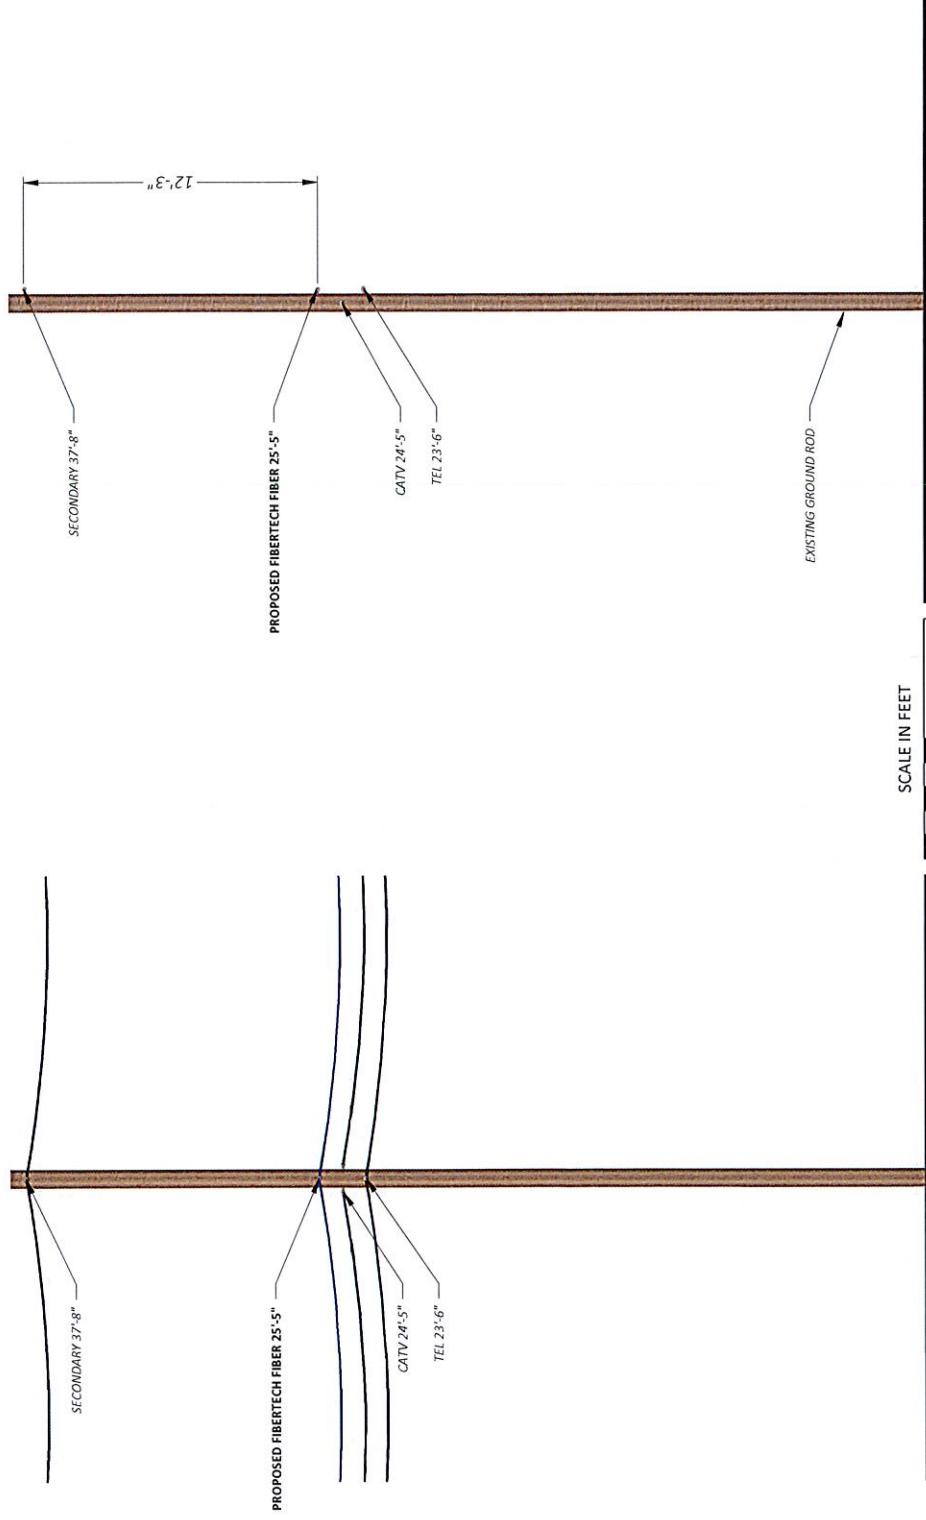 12'-3"
SECONDARY 37'-8"
PROPOSED FIBERTECH FIBER 25'-5"
CATV 24'-5"
TEL 23'-6"
EXISTING GROUND ROD
SCALE IN FEET
SECONDARY 37'-8"
PROPOSED FIBERTECH FIBER 25'-5"
CATV 24'-5"
TEL 23'-6"